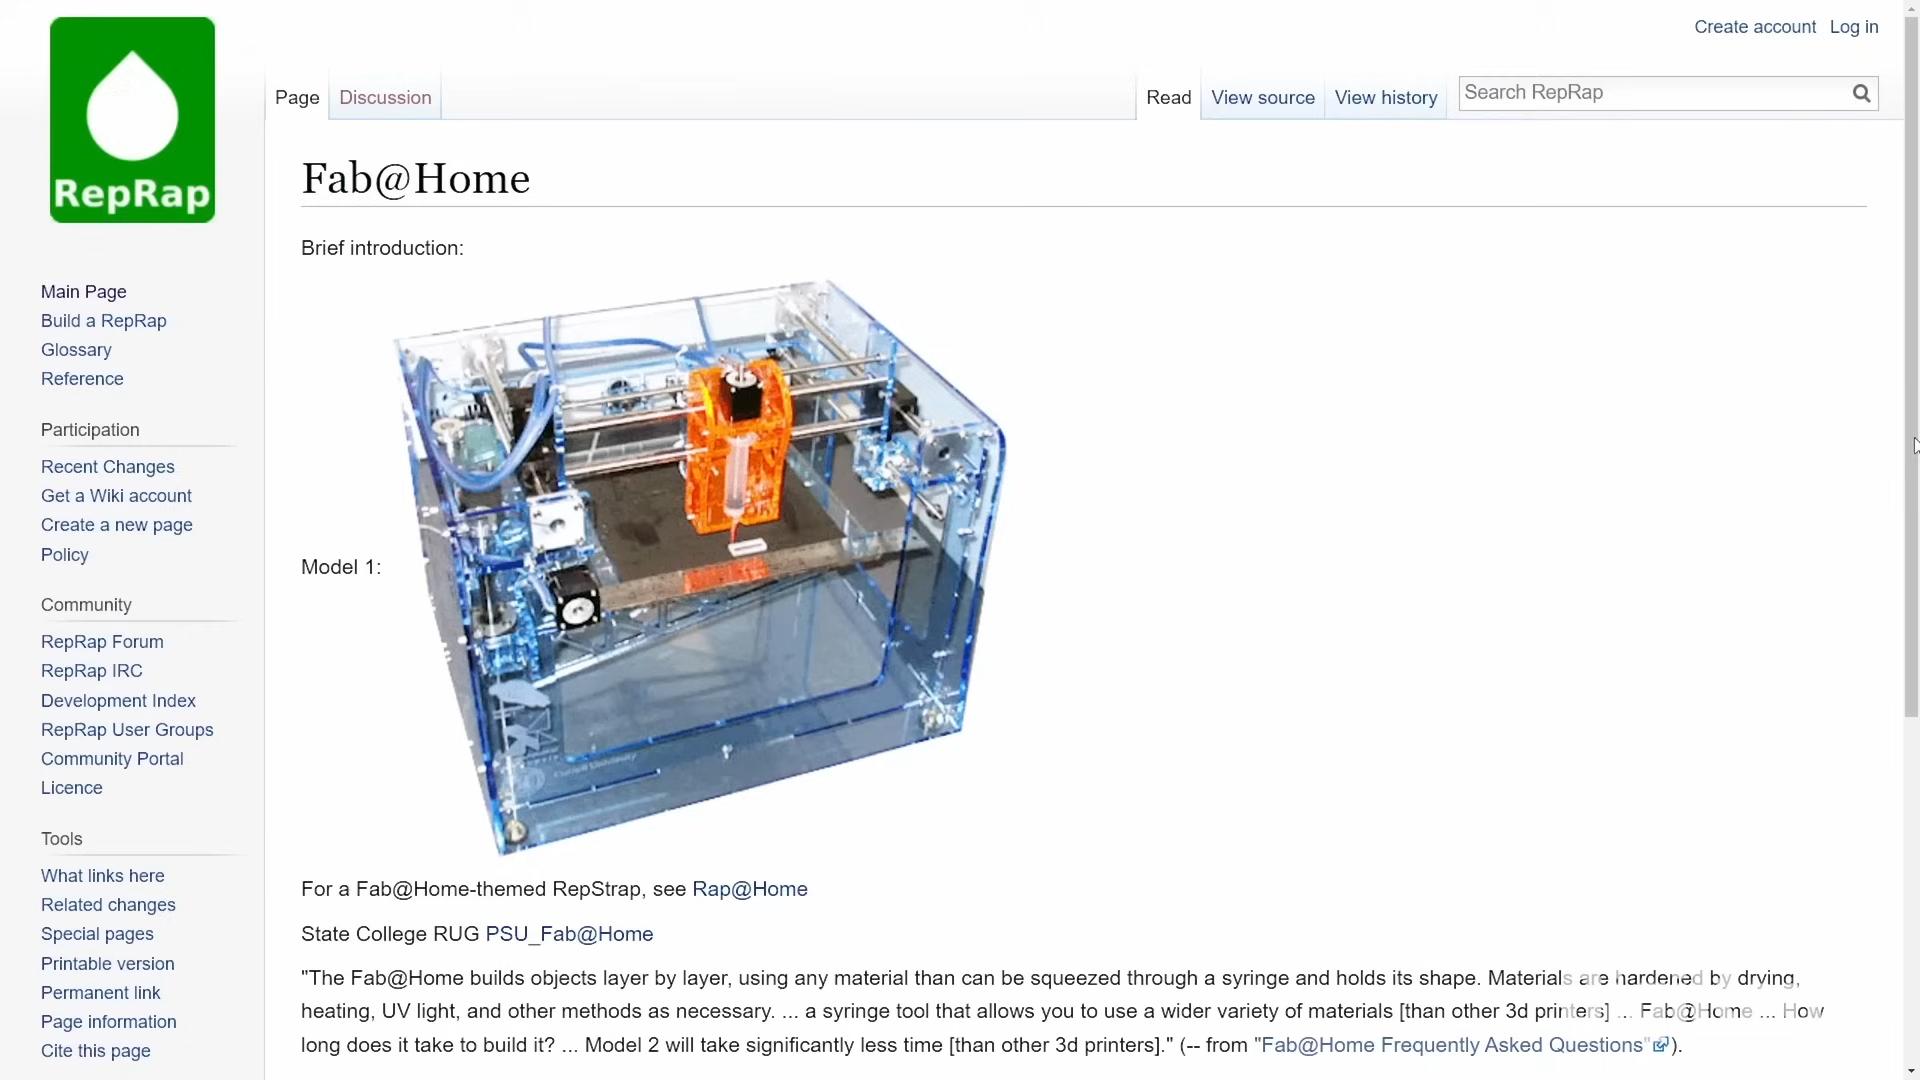 Create account Log in
Page Discussion Read View source View history Search RepRap
RepRap
Fab@Home
Brief introduction:
Main Page
Build a RepRap
Glossary
Reference
Participation
Recent Changes
Get a Wiki account
Create a new page
Policy
Community
RepRap Forum
RepRap IRC
Development Index
RepRap User Groups
Community Portal
Licence
Tools
What links here
Related changes
Special pages
Printable version
Permanent link
Page information
Cite this page
Model 1:
For a Fab@Home-themed RepStrap, see Rap@Home
State College RUG PSU_Fab@Home
"The Fab@Home builds objects layer by layer, using any material than can be squeezed through a syringe and holds its shape. Materials are hardened by drying,
heating, UV light, and other methods as necessary. ... a syringe tool that allows you to use a wider variety of materials [than other 3d printers] ... Fab@Home ... How
long does it take to build it? ... Model 2 will take significantly less time [than other 3d printers]." (-- from "Fab@Home Frequently Asked Questions" ).